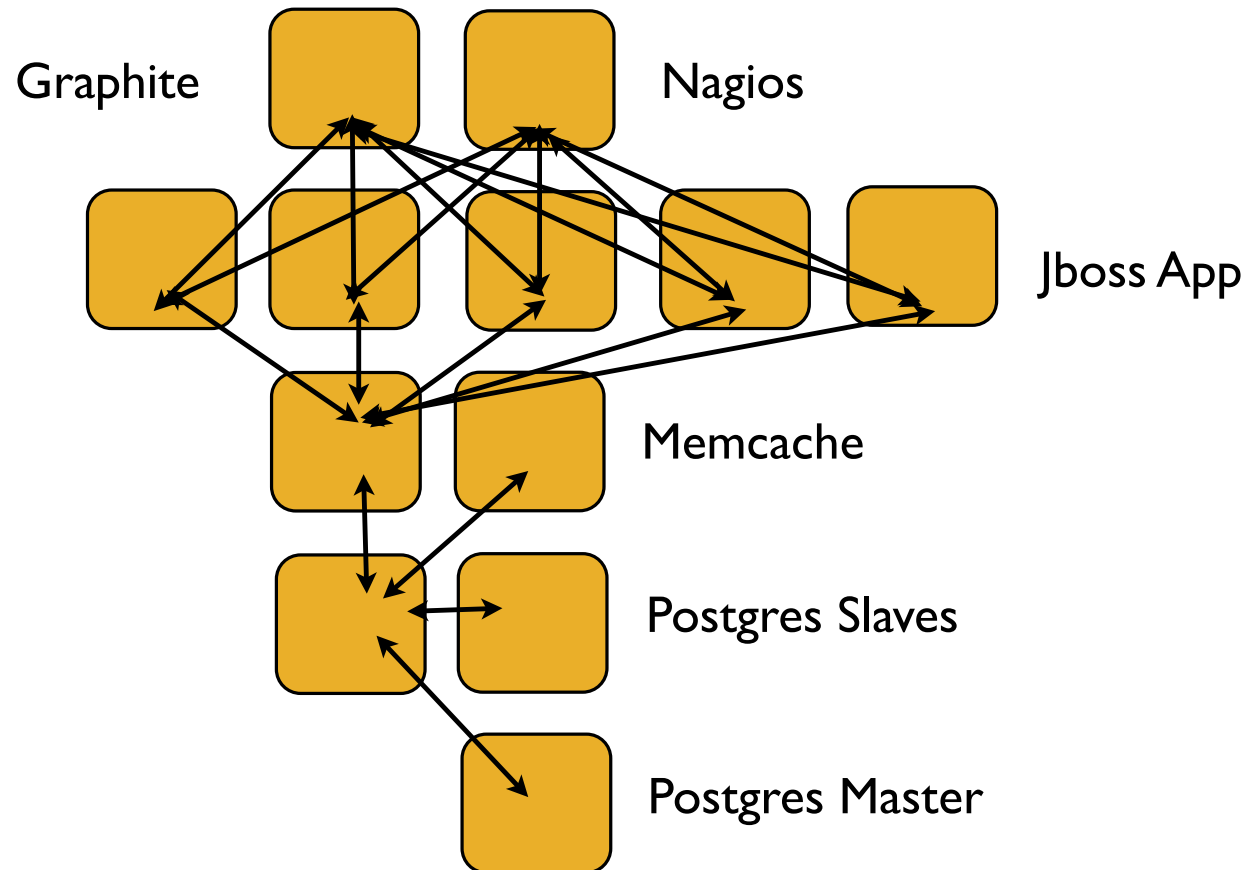 Graphite
Nagios
Jboss App
Memcache
Postgres Slaves
Postgres Master